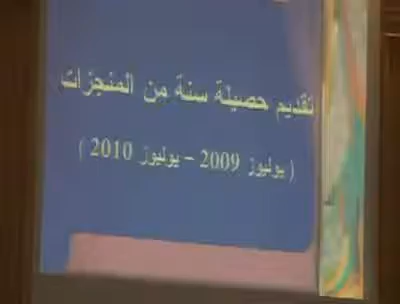 تقديم حصيلة سنة من المنجزات
( يوليوز 2009 - يوليوز 2010 )